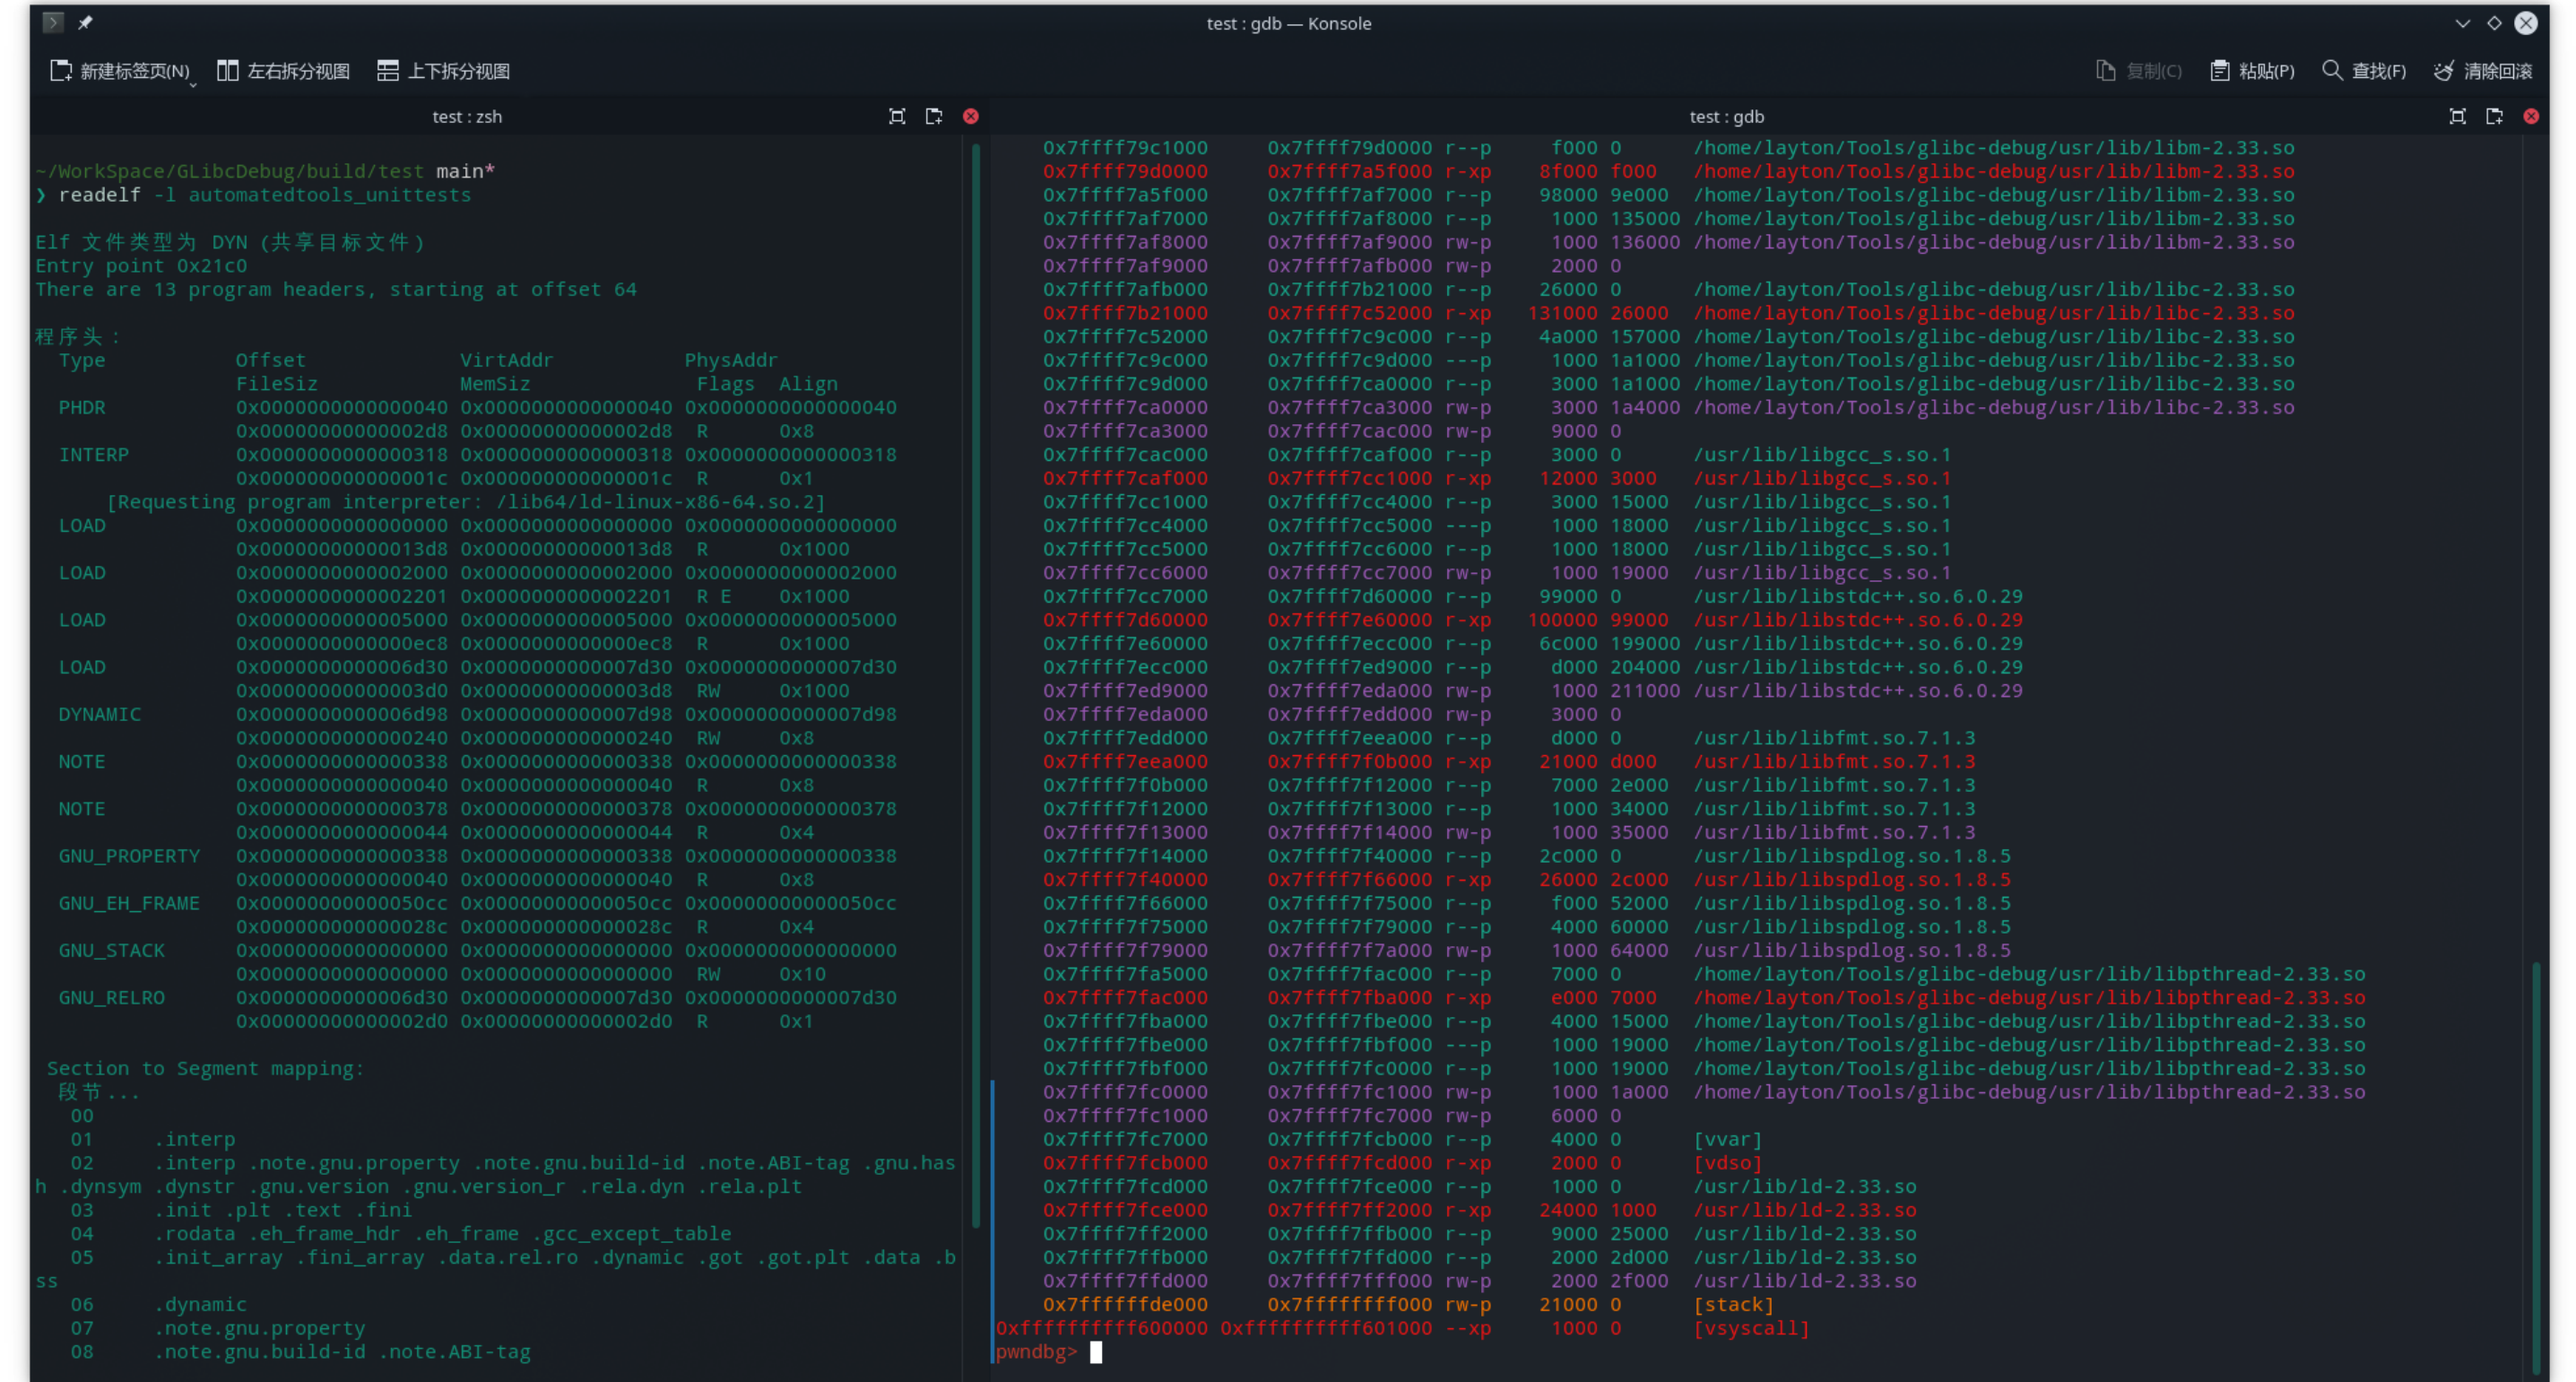 test : gdb — Konsole
新建标签页(N) 左右拆分视图 上下拆分视图 复制(C) 粘贴(P) 查找(F) 清除回滚
test : zsh
~/WorkSpace/GLibcDebug/build/test main*
❯ readelf -l automatedtools_unittests
Elf 文件类型为 DYN (共享目标文件)
Entry point 0x21c0
There are 13 program headers, starting at offset 64
程序头：
Type Offset VirtAddr PhysAddr
FileSiz MemSiz Flags Align
PHDR 0x0000000000000040 0x0000000000000040 0x0000000000000040
0x00000000000002d8 0x00000000000002d8 R 0x8
INTERP 0x0000000000000318 0x0000000000000318 0x0000000000000318
0x000000000000001c 0x000000000000001c R 0x1
[Requesting program interpreter: /lib64/ld-linux-x86-64.so.2]
LOAD 0x0000000000000000 0x0000000000000000 0x0000000000000000
0x00000000000013d8 0x00000000000013d8 R 0x1000
LOAD 0x0000000000002000 0x0000000000002000 0x0000000000002000
0x0000000000002201 0x0000000000002201 R E 0x1000
LOAD 0x0000000000005000 0x0000000000005000 0x0000000000005000
0x0000000000000ec8 0x0000000000000ec8 R 0x1000
LOAD 0x0000000000006d30 0x0000000000007d30 0x0000000000007d30
0x00000000000003d0 0x00000000000003d8 RW 0x1000
DYNAMIC 0x0000000000006d98 0x0000000000007d98 0x0000000000007d98
0x0000000000000240 0x0000000000000240 RW 0x8
NOTE 0x0000000000000338 0x0000000000000338 0x0000000000000338
0x0000000000000040 0x0000000000000040 R 0x8
NOTE 0x0000000000000378 0x0000000000000378 0x0000000000000378
0x0000000000000044 0x0000000000000044 R 0x4
GNU_PROPERTY 0x0000000000000338 0x0000000000000338 0x0000000000000338
0x0000000000000040 0x0000000000000040 R 0x8
GNU_EH_FRAME 0x00000000000050cc 0x00000000000050cc 0x00000000000050cc
0x000000000000028c 0x000000000000028c R 0x4
GNU_STACK 0x0000000000000000 0x0000000000000000 0x0000000000000000
0x0000000000000000 0x0000000000000000 RW 0x10
GNU_RELRO 0x0000000000006d30 0x0000000000007d30 0x0000000000007d30
0x00000000000002d0 0x00000000000002d0 R 0x1
Section to Segment mapping:
段节...
00
01 .interp
02 .interp .note.gnu.property .note.gnu.build-id .note.ABI-tag .gnu.has
h .dynsym .dynstr .gnu.version .gnu.version_r .rela.dyn .rela.plt
03 .init .plt .text .fini
04 .rodata .eh_frame_hdr .eh_frame .gcc_except_table
05 .init_array .fini_array .data.rel.ro .dynamic .got .got.plt .data .b
ss
06 .dynamic
07 .note.gnu.property
08 .note.gnu.build-id .note.ABI-tag
test : gdb
0x7ffff79c1000 0x7ffff79d0000 r--p f000 0 /home/layton/Tools/glibc-debug/usr/lib/libm-2.33.so
0x7ffff79d0000 0x7ffff7a5f000 r-xp 8f000 f000 /home/layton/Tools/glibc-debug/usr/lib/libm-2.33.so
0x7ffff7a5f000 0x7ffff7af7000 r--p 98000 9e000 /home/layton/Tools/glibc-debug/usr/lib/libm-2.33.so
0x7ffff7af7000 0x7ffff7af8000 r--p 1000 135000 /home/layton/Tools/glibc-debug/usr/lib/libm-2.33.so
0x7ffff7af8000 0x7ffff7af9000 rw-p 1000 136000 /home/layton/Tools/glibc-debug/usr/lib/libm-2.33.so
0x7ffff7af9000 0x7ffff7afb000 rw-p 2000 0
0x7ffff7afb000 0x7ffff7b21000 r--p 26000 0 /home/layton/Tools/glibc-debug/usr/lib/libc-2.33.so
0x7ffff7b21000 0x7ffff7c52000 r-xp 131000 26000 /home/layton/Tools/glibc-debug/usr/lib/libc-2.33.so
0x7ffff7c52000 0x7ffff7c9c000 r--p 4a000 157000 /home/layton/Tools/glibc-debug/usr/lib/libc-2.33.so
0x7ffff7c9c000 0x7ffff7c9d000 ---p 1000 1a1000 /home/layton/Tools/glibc-debug/usr/lib/libc-2.33.so
0x7ffff7c9d000 0x7ffff7ca0000 r--p 3000 1a1000 /home/layton/Tools/glibc-debug/usr/lib/libc-2.33.so
0x7ffff7ca0000 0x7ffff7ca3000 rw-p 3000 1a4000 /home/layton/Tools/glibc-debug/usr/lib/libc-2.33.so
0x7ffff7ca3000 0x7ffff7cac000 rw-p 9000 0
0x7ffff7cac000 0x7ffff7caf000 r--p 3000 0 /usr/lib/libgcc_s.so.1
0x7ffff7caf000 0x7ffff7cc1000 r-xp 12000 3000 /usr/lib/libgcc_s.so.1
0x7ffff7cc1000 0x7ffff7cc4000 r--p 3000 15000 /usr/lib/libgcc_s.so.1
0x7ffff7cc4000 0x7ffff7cc5000 ---p 1000 18000 /usr/lib/libgcc_s.so.1
0x7ffff7cc5000 0x7ffff7cc6000 r--p 1000 18000 /usr/lib/libgcc_s.so.1
0x7ffff7cc6000 0x7ffff7cc7000 rw-p 1000 19000 /usr/lib/libgcc_s.so.1
0x7ffff7cc7000 0x7ffff7d60000 r--p 99000 0 /usr/lib/libstdc++.so.6.0.29
0x7ffff7d60000 0x7ffff7e60000 r-xp 100000 99000 /usr/lib/libstdc++.so.6.0.29
0x7ffff7e60000 0x7ffff7ecc000 r--p 6c000 199000 /usr/lib/libstdc++.so.6.0.29
0x7ffff7ecc000 0x7ffff7ed9000 r--p d000 204000 /usr/lib/libstdc++.so.6.0.29
0x7ffff7ed9000 0x7ffff7eda000 rw-p 1000 211000 /usr/lib/libstdc++.so.6.0.29
0x7ffff7eda000 0x7ffff7edd000 rw-p 3000 0
0x7ffff7edd000 0x7ffff7eea000 r--p d000 0 /usr/lib/libfmt.so.7.1.3
0x7ffff7eea000 0x7ffff7f0b000 r-xp 21000 d000 /usr/lib/libfmt.so.7.1.3
0x7ffff7f0b000 0x7ffff7f12000 r--p 7000 2e000 /usr/lib/libfmt.so.7.1.3
0x7ffff7f12000 0x7ffff7f13000 r--p 1000 34000 /usr/lib/libfmt.so.7.1.3
0x7ffff7f13000 0x7ffff7f14000 rw-p 1000 35000 /usr/lib/libfmt.so.7.1.3
0x7ffff7f14000 0x7ffff7f40000 r--p 2c000 0 /usr/lib/libspdlog.so.1.8.5
0x7ffff7f40000 0x7ffff7f66000 r-xp 26000 2c000 /usr/lib/libspdlog.so.1.8.5
0x7ffff7f66000 0x7ffff7f75000 r--p f000 52000 /usr/lib/libspdlog.so.1.8.5
0x7ffff7f75000 0x7ffff7f79000 r--p 4000 60000 /usr/lib/libspdlog.so.1.8.5
0x7ffff7f79000 0x7ffff7f7a000 rw-p 1000 64000 /usr/lib/libspdlog.so.1.8.5
0x7ffff7fa5000 0x7ffff7fac000 r--p 7000 0 /home/layton/Tools/glibc-debug/usr/lib/libpthread-2.33.so
0x7ffff7fac000 0x7ffff7fba000 r-xp e000 7000 /home/layton/Tools/glibc-debug/usr/lib/libpthread-2.33.so
0x7ffff7fba000 0x7ffff7fbe000 r--p 4000 15000 /home/layton/Tools/glibc-debug/usr/lib/libpthread-2.33.so
0x7ffff7fbe000 0x7ffff7fbf000 ---p 1000 19000 /home/layton/Tools/glibc-debug/usr/lib/libpthread-2.33.so
0x7ffff7fbf000 0x7ffff7fc0000 r--p 1000 19000 /home/layton/Tools/glibc-debug/usr/lib/libpthread-2.33.so
0x7ffff7fc0000 0x7ffff7fc1000 rw-p 1000 1a000 /home/layton/Tools/glibc-debug/usr/lib/libpthread-2.33.so
0x7ffff7fc1000 0x7ffff7fc7000 rw-p 6000 0
0x7ffff7fc7000 0x7ffff7fcb000 r--p 4000 0 [vvar]
0x7ffff7fcb000 0x7ffff7fcd000 r-xp 2000 0 [vdso]
0x7ffff7fcd000 0x7ffff7fce000 r--p 1000 0 /usr/lib/ld-2.33.so
0x7ffff7fce000 0x7ffff7ff2000 r-xp 24000 1000 /usr/lib/ld-2.33.so
0x7ffff7ff2000 0x7ffff7ffb000 r--p 9000 25000 /usr/lib/ld-2.33.so
0x7ffff7ffb000 0x7ffff7ffd000 r--p 2000 2d000 /usr/lib/ld-2.33.so
0x7ffff7ffd000 0x7ffff7fff000 rw-p 2000 2f000 /usr/lib/ld-2.33.so
0x7ffffffde000 0x7ffffffff000 rw-p 21000 0 [stack]
0xffffffffff600000 0xffffffffff601000 --xp 1000 0 [vsyscall]
pwndbg>